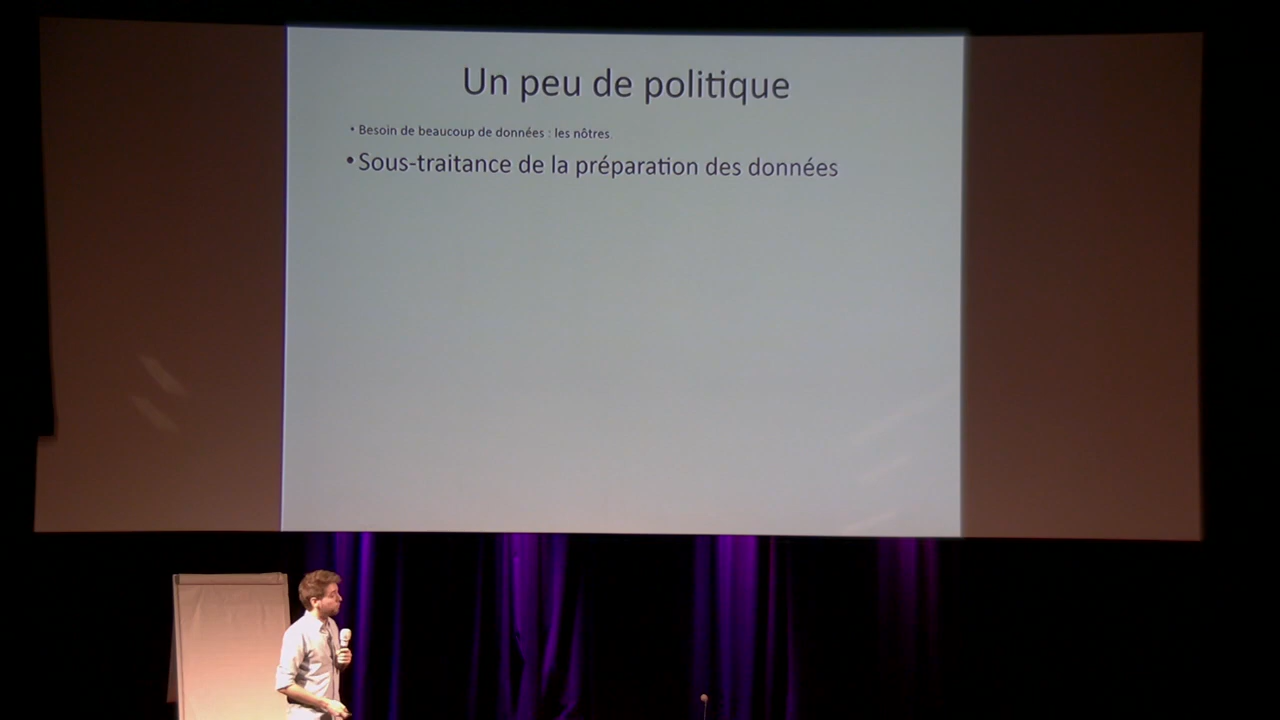 Un peu de politique
• Besoin de beaucoup de données : les nôtres.
• Sous-traitance de la préparation des données